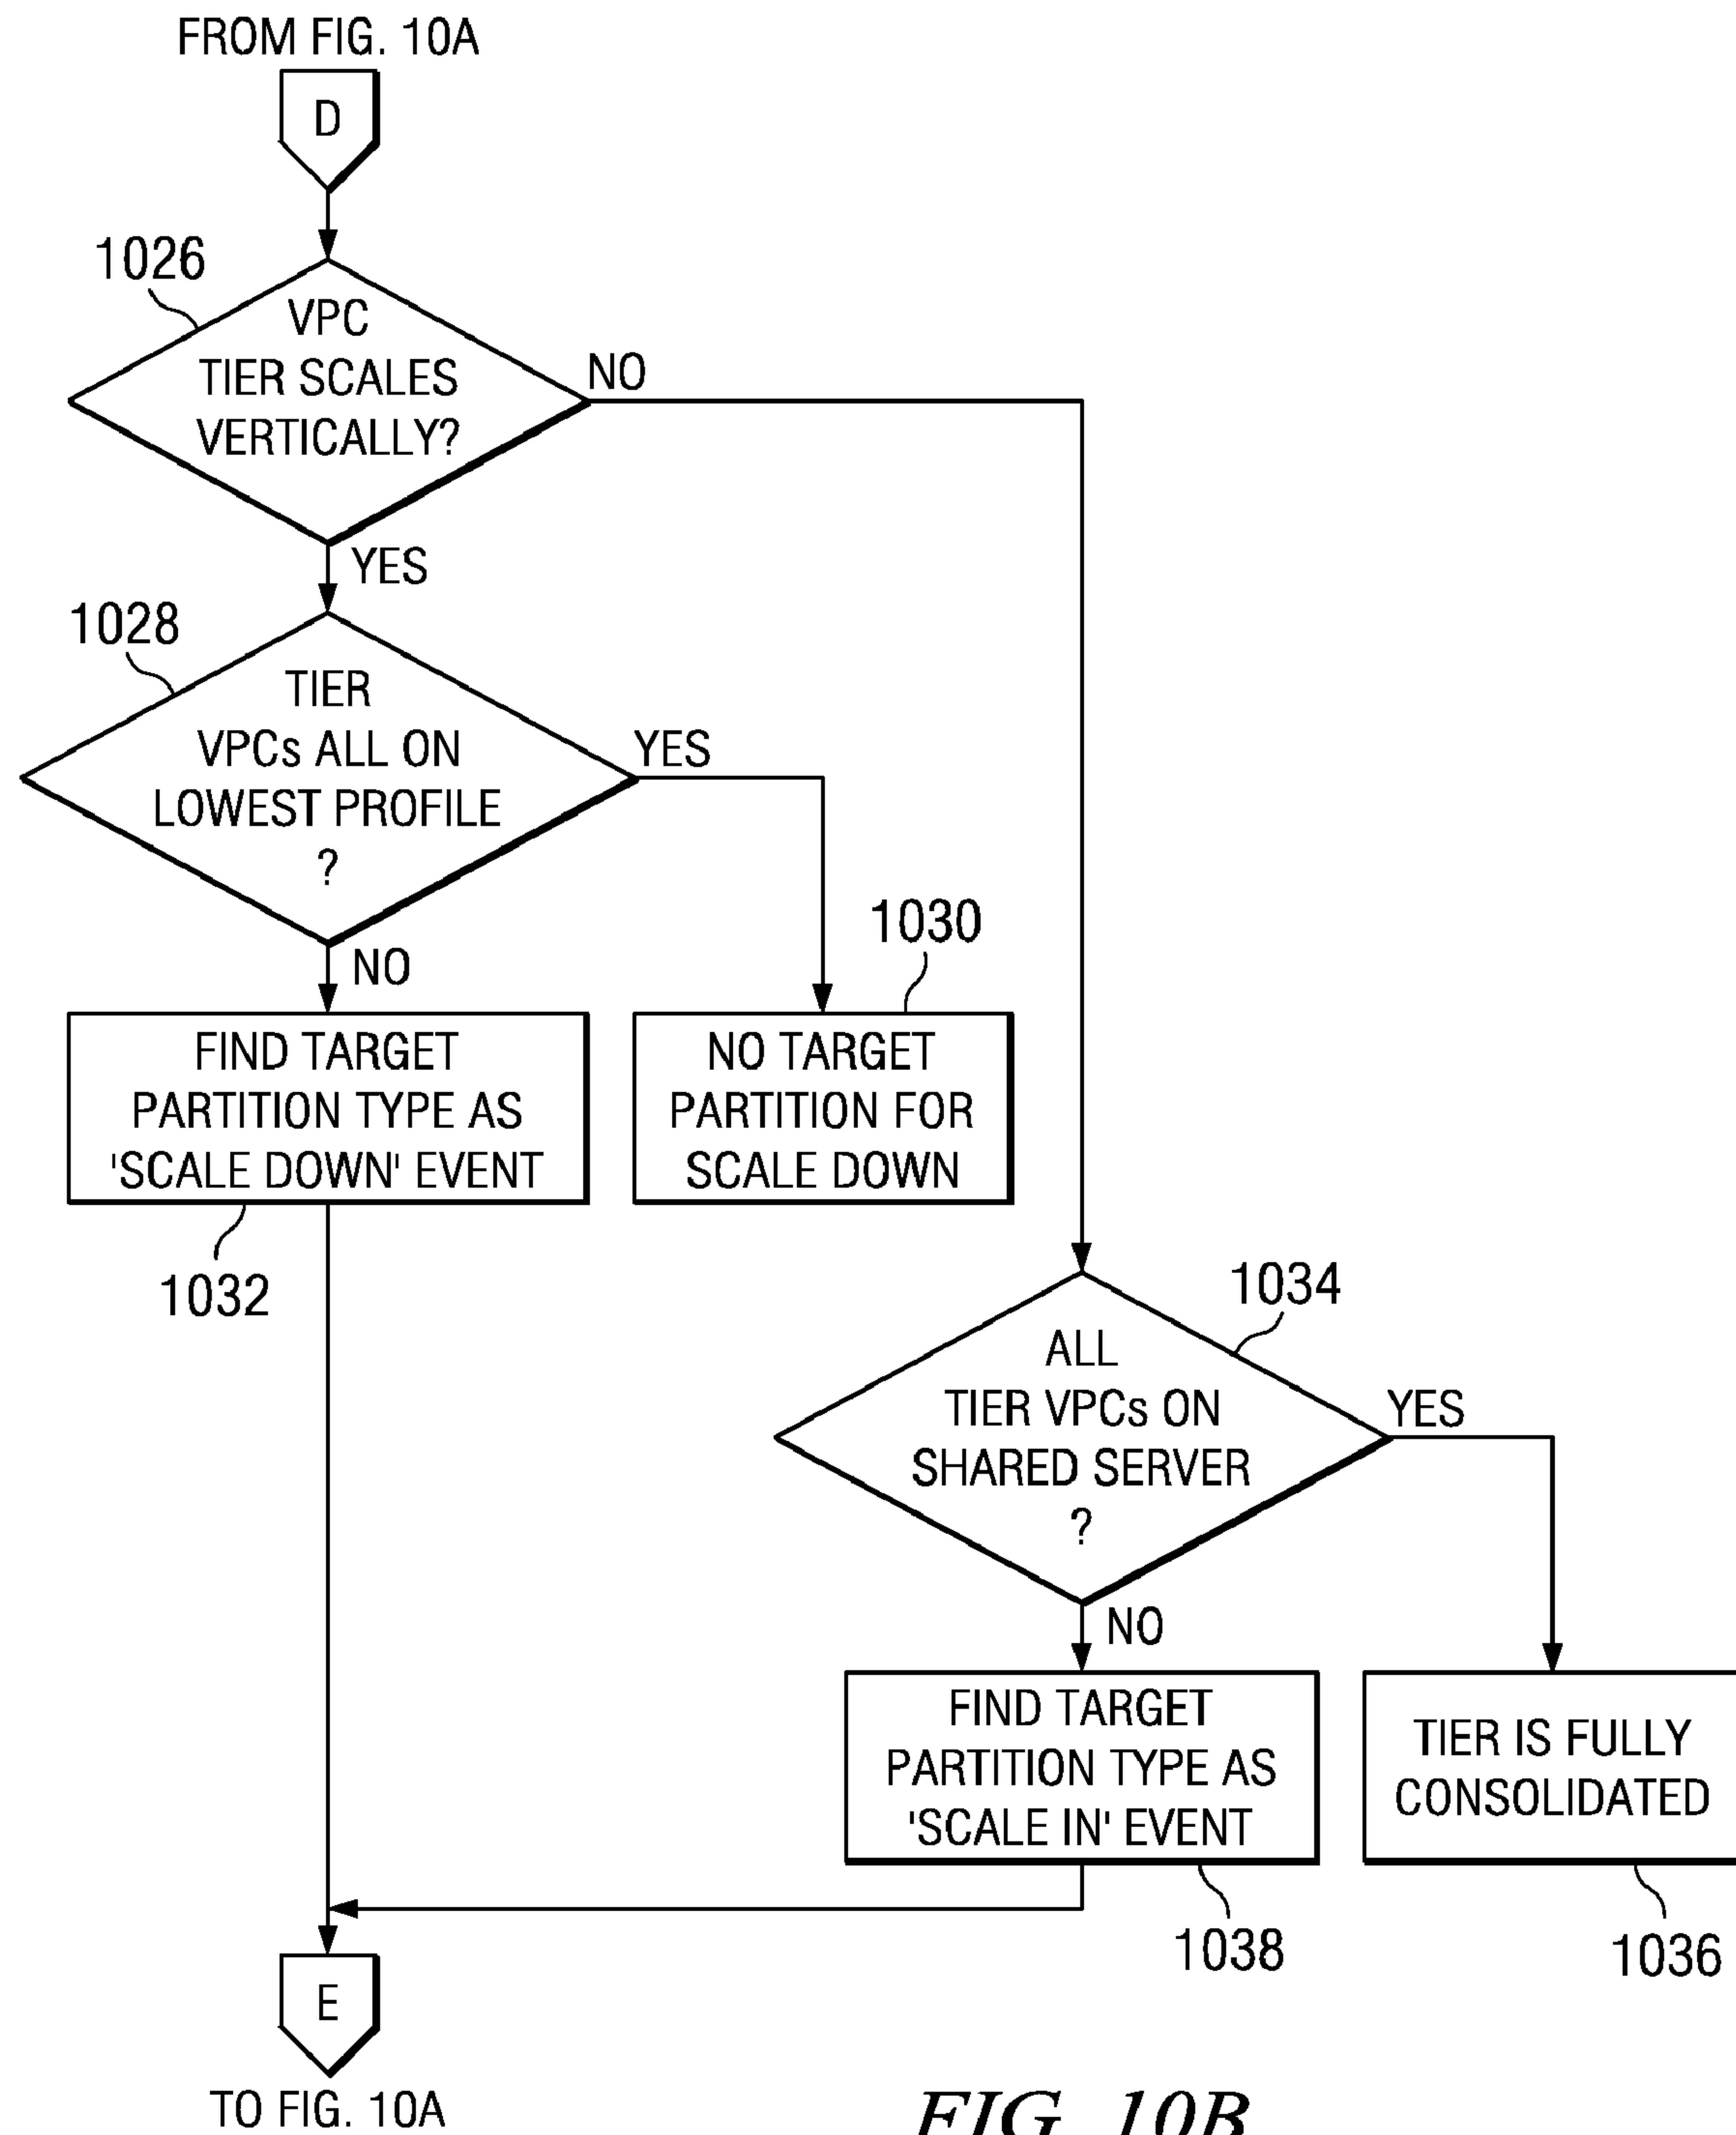 FROM FIG. 10A
D
1026
VPC
TIER SCALES
VERTICALLY?
NO
YES
1028
TIER
VPCs ALL ON
LOWEST PROFILE
?
YES
NO
1030
FIND TARGET
PARTITION TYPE AS
'SCALE DOWN' EVENT
1032
NO TARGET
PARTITION FOR
SCALE DOWN
1034
ALL
TIER VPCs ON
SHARED SERVER
?
YES
NO
FIND TARGET
PARTITION TYPE AS
'SCALE IN' EVENT
1038
TIER IS FULLY
CONSOLIDATED
1036
E
TO FIG. 10A
FIG. 10B